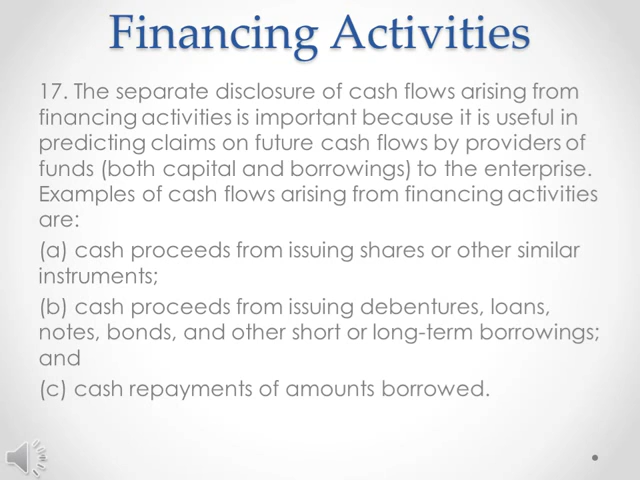 Financing Activities
17. The separate disclosure of cash flows arising from
financing activities is important because it is useful in
predicting claims on future cash flows by providers of
funds (both capital and borrowings) to the enterprise.
Examples of cash flows arising from financing activities
are:
(a) cash proceeds from issuing shares or other similar
instruments;
(b) cash proceeds from issuing debentures, loans,
notes, bonds, and other short or long-term borrowings;
and
(c) cash repayments of amounts borrowed.